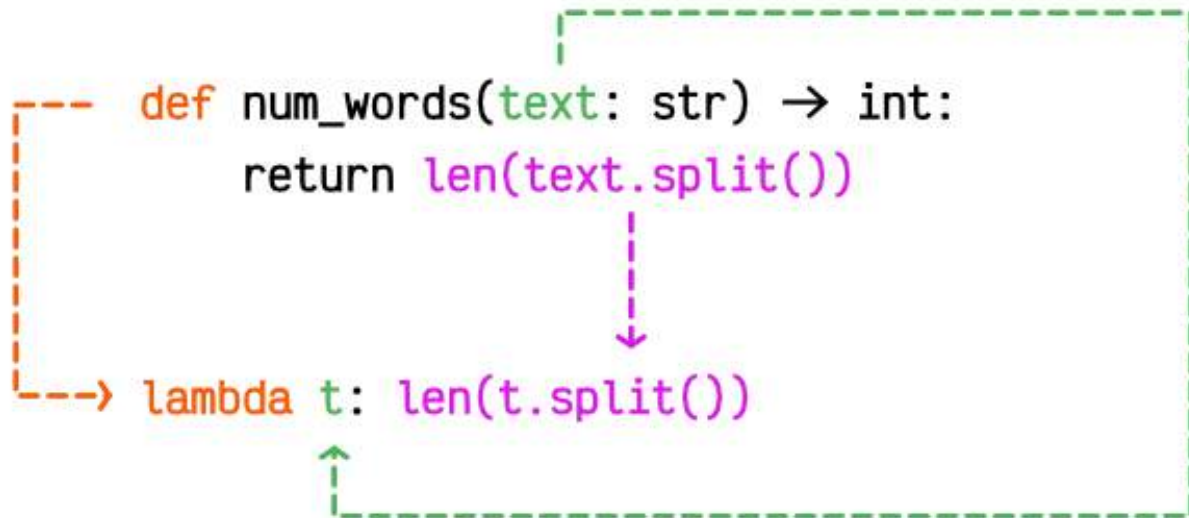 def num_words(text: str) → int:
return len(text.split())
lambda t: len(t.split())